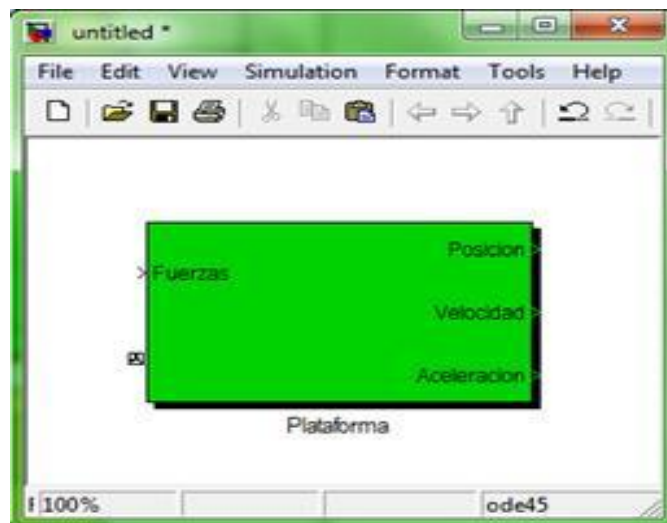 untitled *
File Edit View Simulation Format Tools Help
Posicion
Fuerzas
Velocidad
Aceleracion
Plataforma
100% ode45